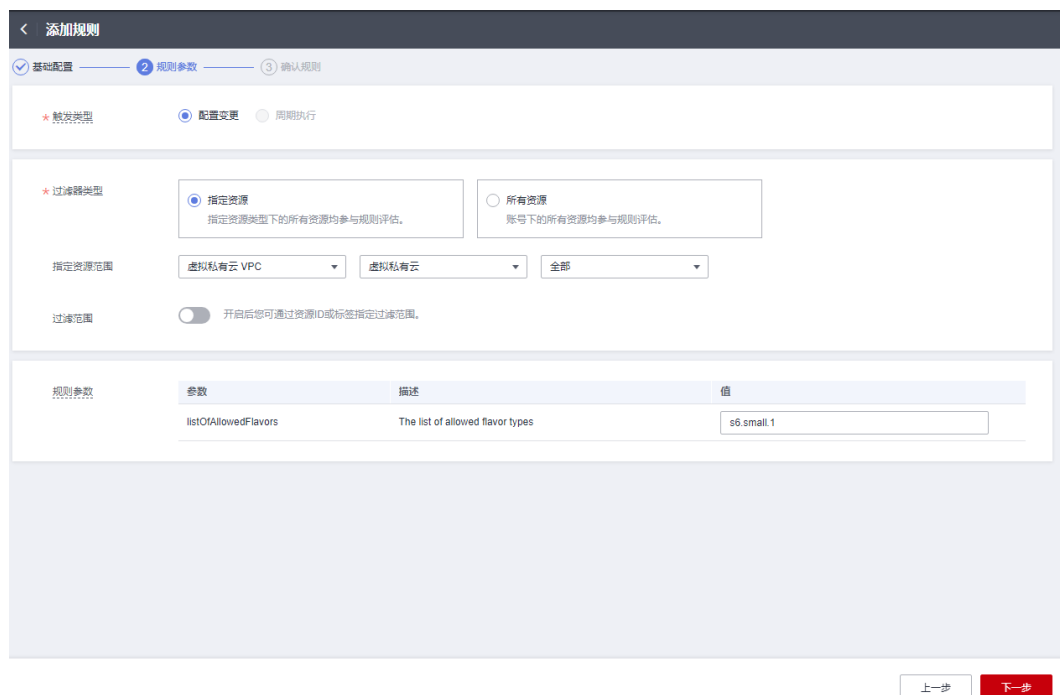 添加规则
基础配置 2 规则参数 3 确认规则
* 触发类型 配置变更 周期执行
* 过滤器类型 指定资源 所有资源
指定资源类型下的所有资源均参与规则评估。 账号下的所有资源均参与规则评估。
指定资源范围 虚拟私有云 VPC 虚拟私有云 全部
过滤范围 开启后您可通过资源ID或标签指定过滤范围。
规则参数 参数 描述 值
listOfAllowedFlavors The list of allowed flavor types s6.small.1
上一步 下一步